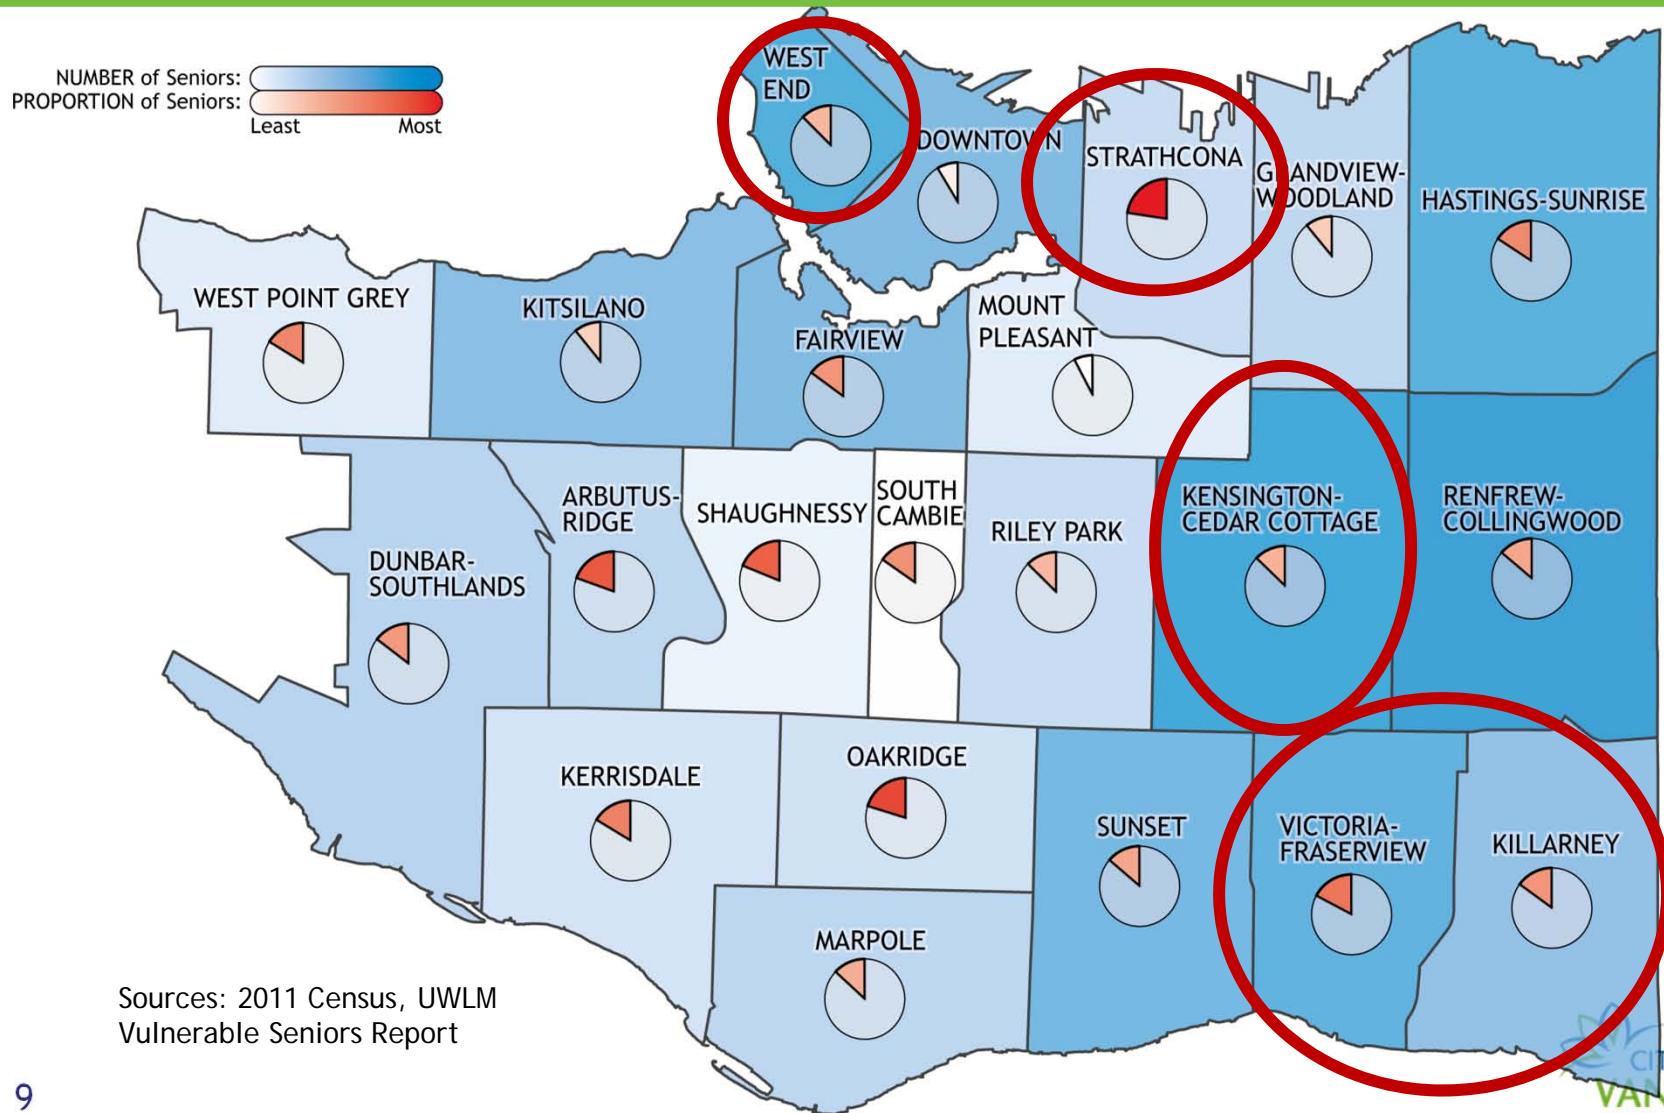 NUMBER of Seniors:
PROPORTION of Seniors:
Least Most
WEST
END
DOWNTOWN
STRATHCONA
GRANDVIEW-
WOODLAND
HASTINGS-SUNRISE
WEST POINT GREY
KITSILANO
FAIRVIEW
MOUNT
PLEASANT
DUNBAR-
SOUTHLANDS
ARBUTUS-
RIDGE
SHAUGHNESSY
SOUTH
CAMBIE
RILEY PARK
KENSINGTON-
CEDAR COTTAGE
RENFREW-
COLLINGWOOD
KERRISDALE
OAKRIDGE
MARPOLE
SUNSET
VICTORIA-
FRASERVIEW
KILLARNEY
Sources: 2011 Census, UWLM
Vulnerable Seniors Report
9
CIT
VAN